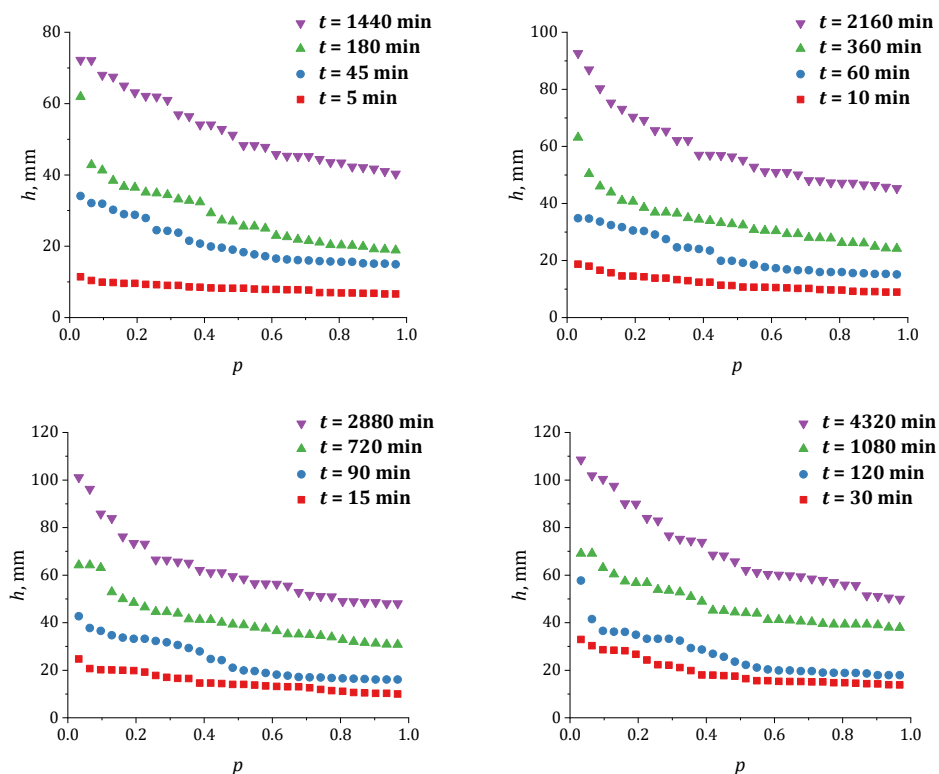 t = 1440 min
t = 180 min
t = 45 min
t = 5 min
80
60
40
20
0
h, mm
0.0 0.2 0.4 0.6 0.8 1.0
p
t = 2160 min
t = 360 min
t = 60 min
t = 10 min
100
80
60
40
20
0
h, mm
0.0 0.2 0.4 0.6 0.8 1.0
p
t = 2880 min
t = 720 min
t = 90 min
t = 15 min
120
100
80
60
40
20
0
h, mm
0.0 0.2 0.4 0.6 0.8 1.0
p
t = 4320 min
t = 1080 min
t = 120 min
t = 30 min
120
100
80
60
40
20
0
h, mm
0.0 0.2 0.4 0.6 0.8 1.0
p